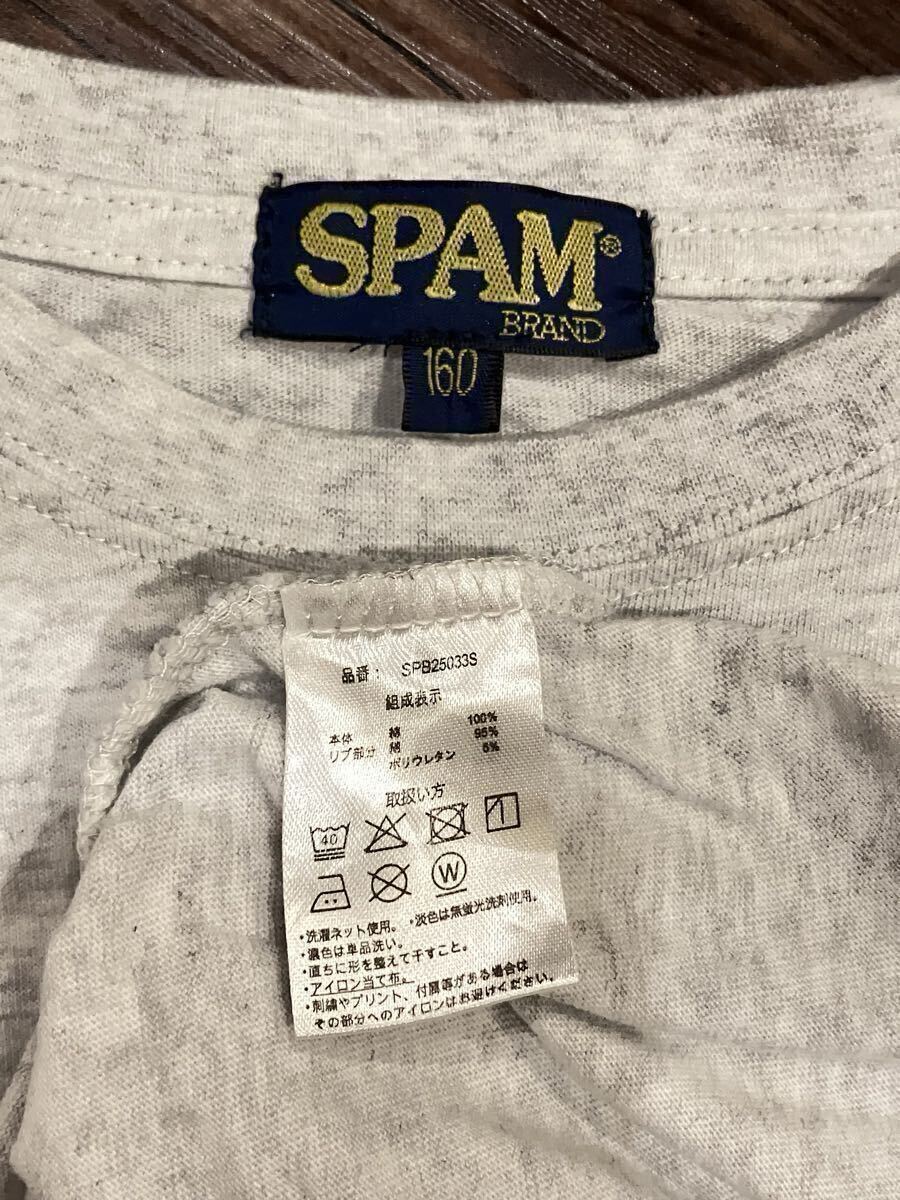 SPAM®
BRAND
160
品番： SPB25033S
組成表示
本体 綿 100%
リブ部分 綿 95%
ポリウレタン 5%
取扱い方
40
1
W
・洗濯ネット使用。・淡色は無蛍光洗剤使用。
・濃色は単品洗い。
・直ちに形を整えて干すこと。
・アイロン当て布。
・刺繍やプリント、付属等がある場合は
その部分へのアイロンはお避けください。